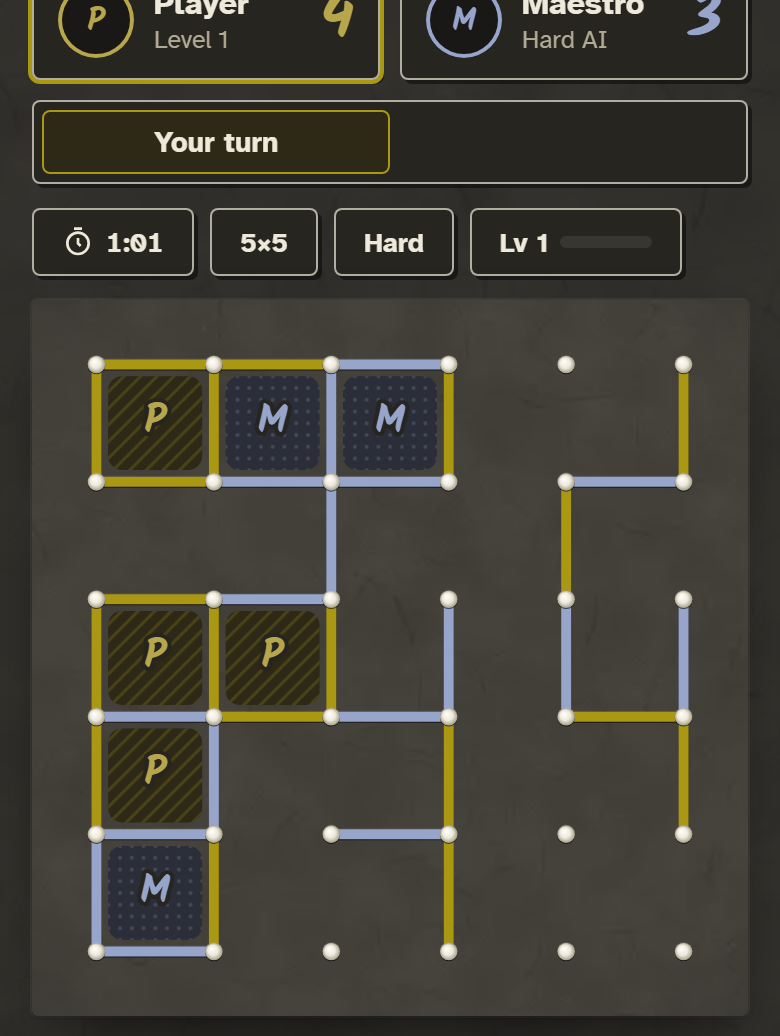 P Player 4
Level 1
M Maestro 3
Hard AI
Your turn
1:01 5×5 Hard Lv 1
P M M
P P
P
M